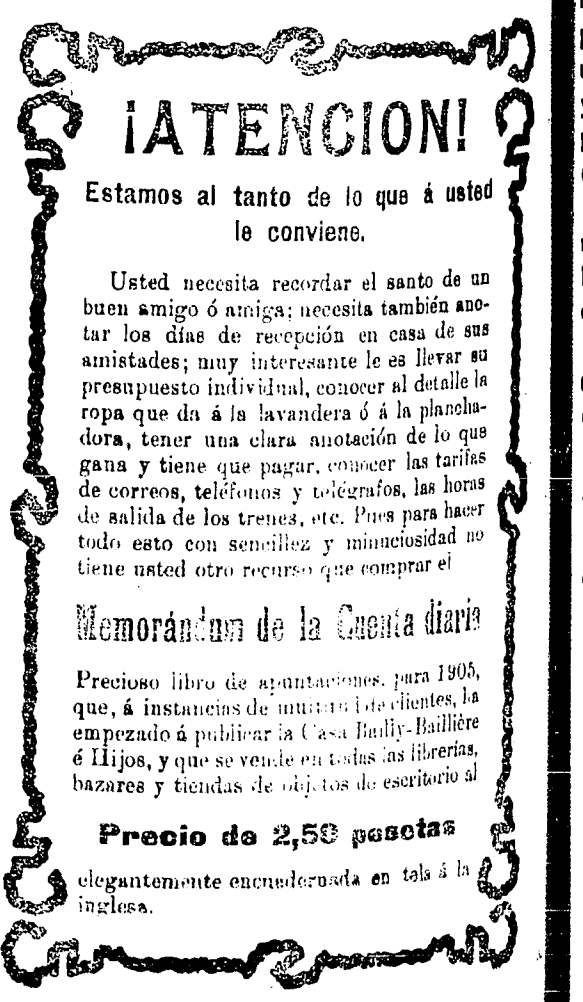 ¡ATENCION!
Estamos al tanto de lo que á usted
le conviene.
Usted necesita recordar el santo de un
buen amigo ó amiga; necesita también ano-
tar los días de recepción en casa de sus
amistades; muy interesante le es llevar su
presupuesto individual, conocer al detalle la
ropa que da á la lavandera ó á la plancha-
dora, tener una clara anotación de lo que
gana y tiene que pagar, conocer las tarifas
de correos, teléfonos y telégrafos, las horas
de salida de los trenes, etc. Pues para hacer
todo esto con sencillez y minuciosidad no
tiene usted otro recurso que comprar el
Memorándum de la Cuenta diaria
Precioso libro de apuntaciones, para 1905,
que, á instancias de multitud de clientes, ha
empezado á publicar la Casa Bailly-Baillière
é Hijos, y que se vende en todas las librerías,
bazares y tiendas de objetos de escritorio al
Precio de 2,50 pesetas
elegantemente encuadernada en tela á la
inglesa.